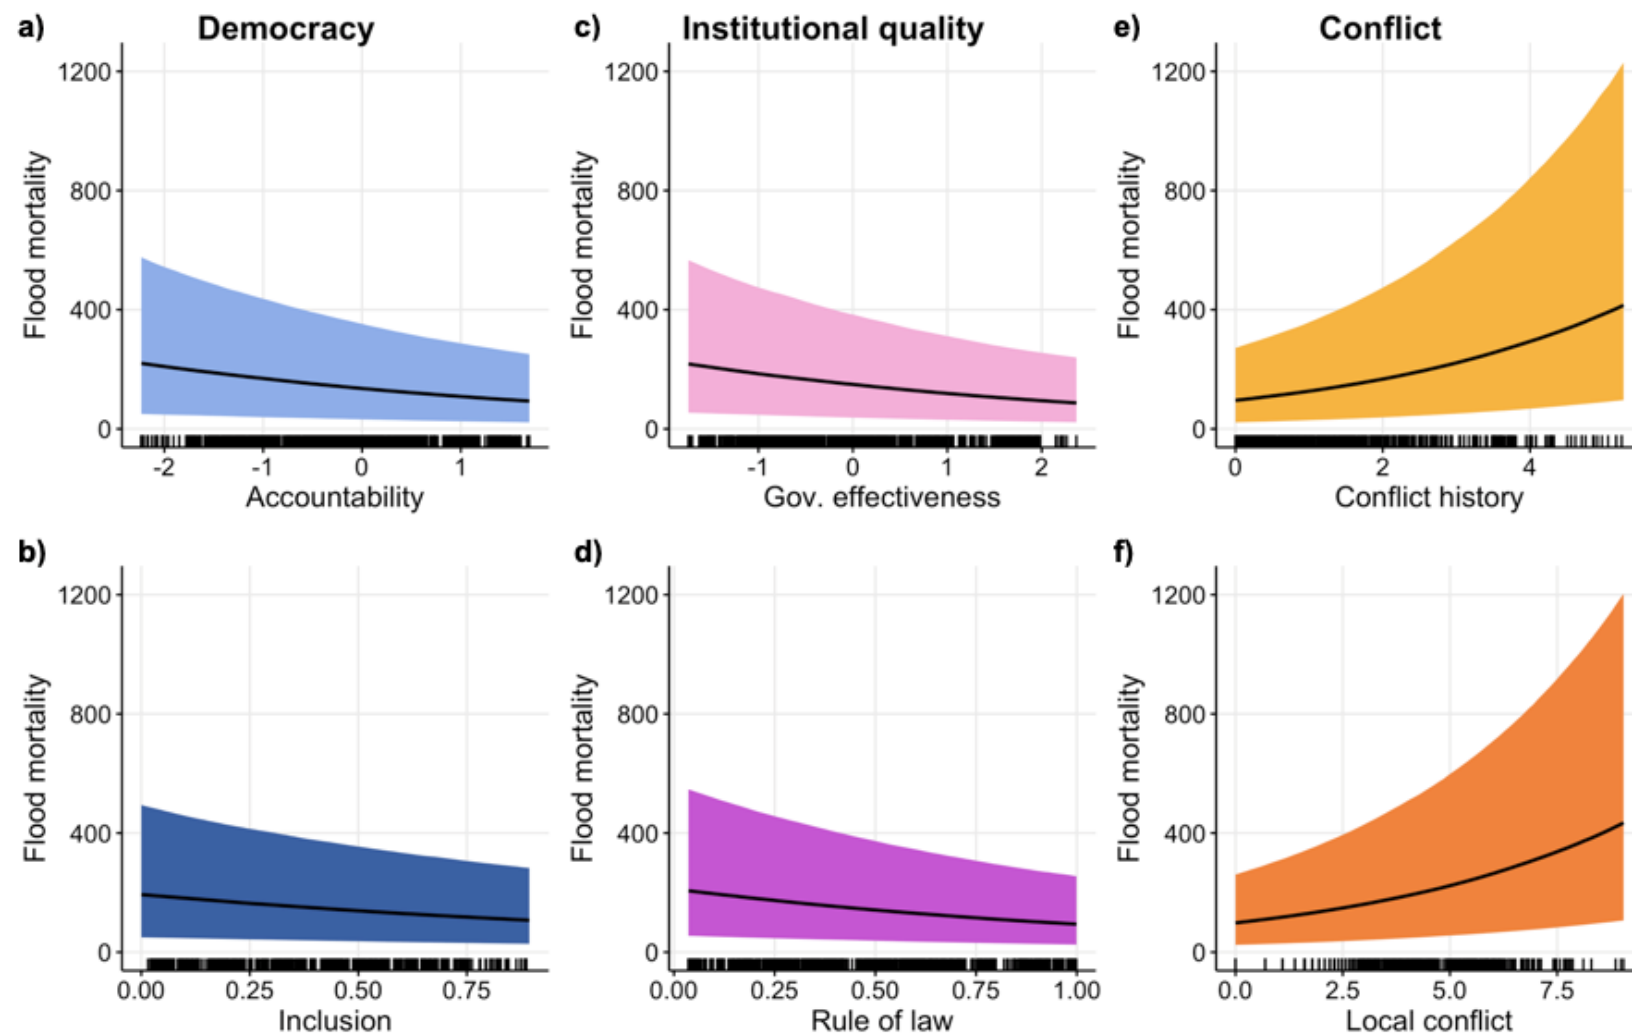 a) Democracy
1200
800
400
0
Flood mortality
-2 -1 0 1
Accountability
c) Institutional quality
1200
800
400
0
Flood mortality
-1 0 1 2
Gov. effectiveness
e) Conflict
1200
800
400
0
Flood mortality
0 2 4
Conflict history
b)
1200
800
400
0
Flood mortality
0.00 0.25 0.50 0.75
Inclusion
d)
1200
800
400
0
Flood mortality
0.00 0.25 0.50 0.75 1.00
Rule of law
f)
1200
800
400
0
Flood mortality
0.0 2.5 5.0 7.5
Local conflict